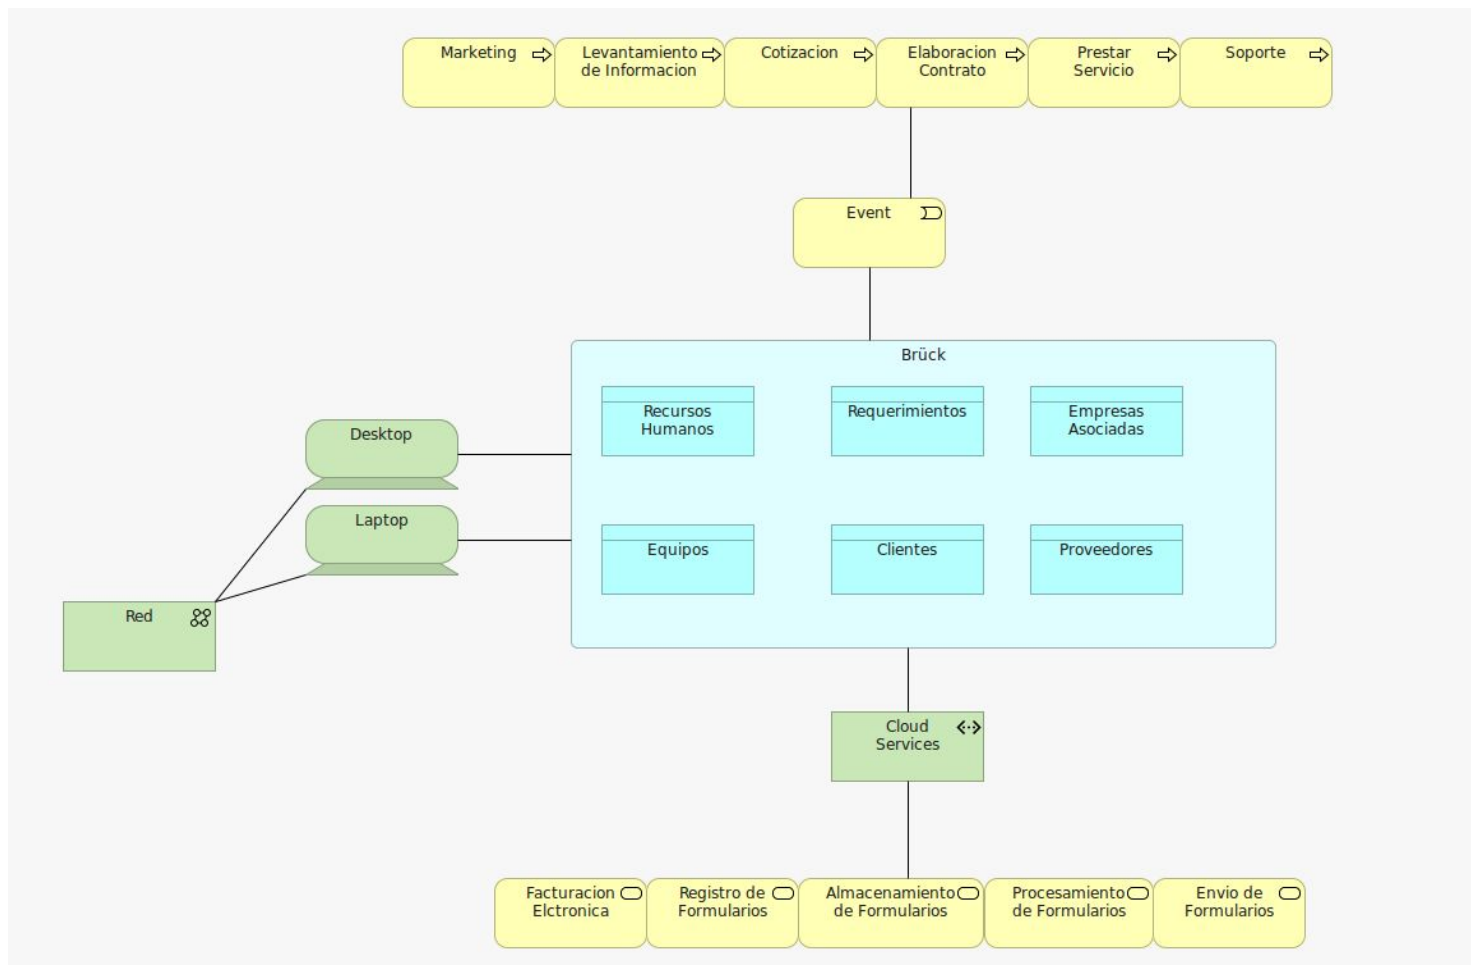 Marketing
Levantamiento
de Informacion
Cotizacion
Elaboracion
Contrato
Prestar
Servicio
Soporte
Event
Brück
Recursos
Humanos
Requerimientos
Empresas
Asociadas
Desktop
Laptop
Equipos
Clientes
Proveedores
Red
Cloud
Services
Facturacion
Elctronica
Registro de
Formularios
Almacenamiento
de Formularios
Procesamiento
de Formularios
Envio de
Formularios